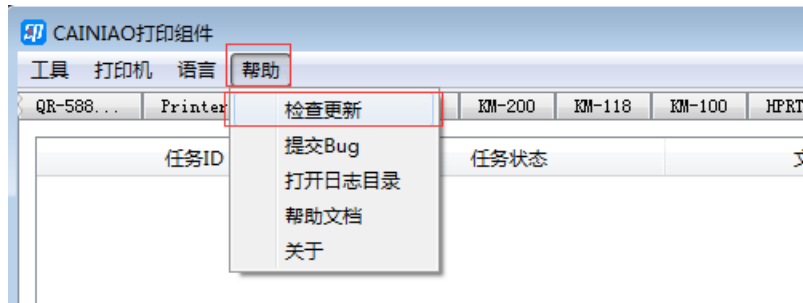 CAINIAO打印组件
工具 打印机 语言 帮助
QR-588... Printer KM-200 KM-118 KM-100 HPRT
检查更新
任务ID 任务状态
提交Bug
打开日志目录
帮助文档
关于